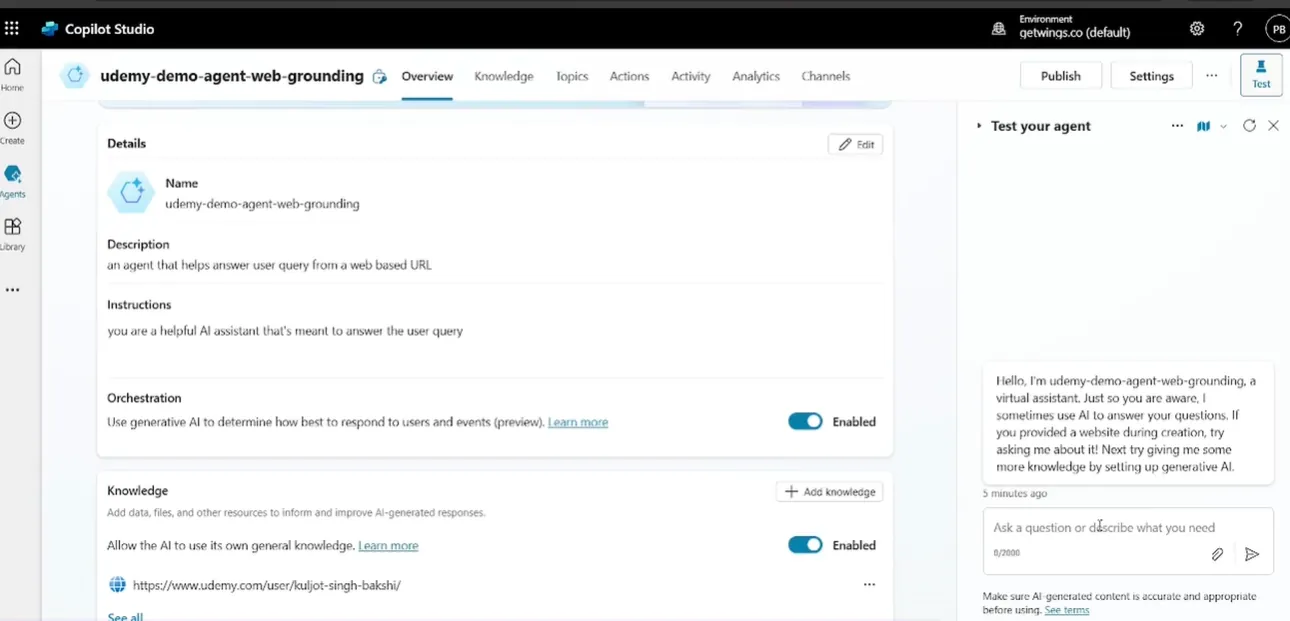 Copilot Studio
Environment
getwings.co (default)
PB
Home
Create
Agents
Library
udemy-demo-agent-web-grounding
Overview
Knowledge
Topics
Actions
Activity
Analytics
Channels
Publish
Settings
Test
Details
Edit
Name
udemy-demo-agent-web-grounding
Description
an agent that helps answer user query from a web based URL
Instructions
you are a helpful AI assistant that's meant to answer the user query
Orchestration
Use generative AI to determine how best to respond to users and events (preview). Learn more
Enabled
Knowledge
Add knowledge
Add data, files, and other resources to inform and improve AI-generated responses.
Allow the AI to use its own general knowledge. Learn more
Enabled
https://www.udemy.com/user/kuljot-singh-bakshi/
See all
Test your agent
Hello, I'm udemy-demo-agent-web-grounding, a
virtual assistant. Just so you are aware, I
sometimes use AI to answer your questions. If
you provided a website during creation, try
asking me about it! Next try giving me some
more knowledge by setting up generative AI.
5 minutes ago
Ask a question or describe what you need
0/2000
Make sure AI-generated content is accurate and appropriate
before using. See terms